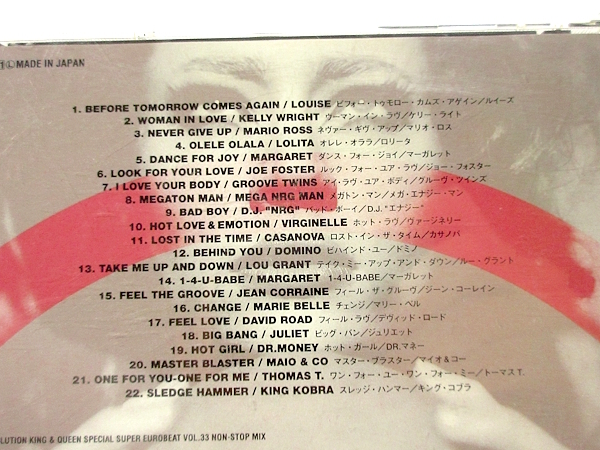 MADE IN JAPAN
1. BEFORE TOMORROW COMES AGAIN / LOUISE ビフォー・トゥモロー・カムズ・アゲイン/ルイーズ
2. WOMAN IN LOVE / KELLY WRIGHT ウーマン・イン・ラヴ/ケリー・ライト
3. NEVER GIVE UP / MARIO ROSS ネヴァー・ギヴ・アップ/マリオ・ロス
4. OLELE OLALA / LOLITA オレレ・オララ/ロリータ
5. DANCE FOR JOY / MARGARET ダンス・フォー・ジョイ/マーガレット
6. LOOK FOR YOUR LOVE / JOE FOSTER ルック・フォー・ユア・ラヴ/ジョー・フォスター
7. I LOVE YOUR BODY / GROOVE TWINS アイ・ラヴ・ユア・ボディ/グルーヴ・ツインズ
8. MEGATON MAN / MEGA NRG MAN メガトン・マン/メガ・エナジー・マン
9. BAD BOY / D.J. "NRG" バッド・ボーイ/D.J."エナジー"
10. HOT LOVE & EMOTION / VIRGINELLE ホット・ラヴ/ヴァージネリー
11. LOST IN THE TIME / CASANOVA ロスト・イン・ザ・タイム/カサノバ
12. BEHIND YOU / DOMINO ビハインド・ユー/ドミノ
13. TAKE ME UP AND DOWN / LOU GRANT テイク・ミー・アップ・アンド・ダウン/ルー・グラント
14. 1-4-U-BABE / MARGARET 1-4-U-BABE/マーガレット
15. FEEL THE GROOVE / JEAN CORRAINE フィール・ザ・グルーヴ/ジーン・コーレイン
16. CHANGE / MARIE BELLE チェンジ/マリー・ベル
17. FEEL LOVE / DAVID ROAD フィール・ラヴ/デヴィッド・ロード
18. BIG BANG / JULIET ビッグ・バン/ジュリエット
19. HOT GIRL / DR.MONEY ホット・ガール/DR.マネー
20. MASTER BLASTER / MAIO & CO マスター・ブラスター/マイオ&コー
21. ONE FOR YOU-ONE FOR ME / THOMAS T. ワン・フォー・ユー・ワン・フォー・ミー/トーマス T.
22. SLEDGE HAMMER / KING KOBRA スレッジ・ハンマー/キング・コブラ
LUTION KING & QUEEN SPECIAL SUPER EUROBEAT VOL.33 NON-STOP MIX